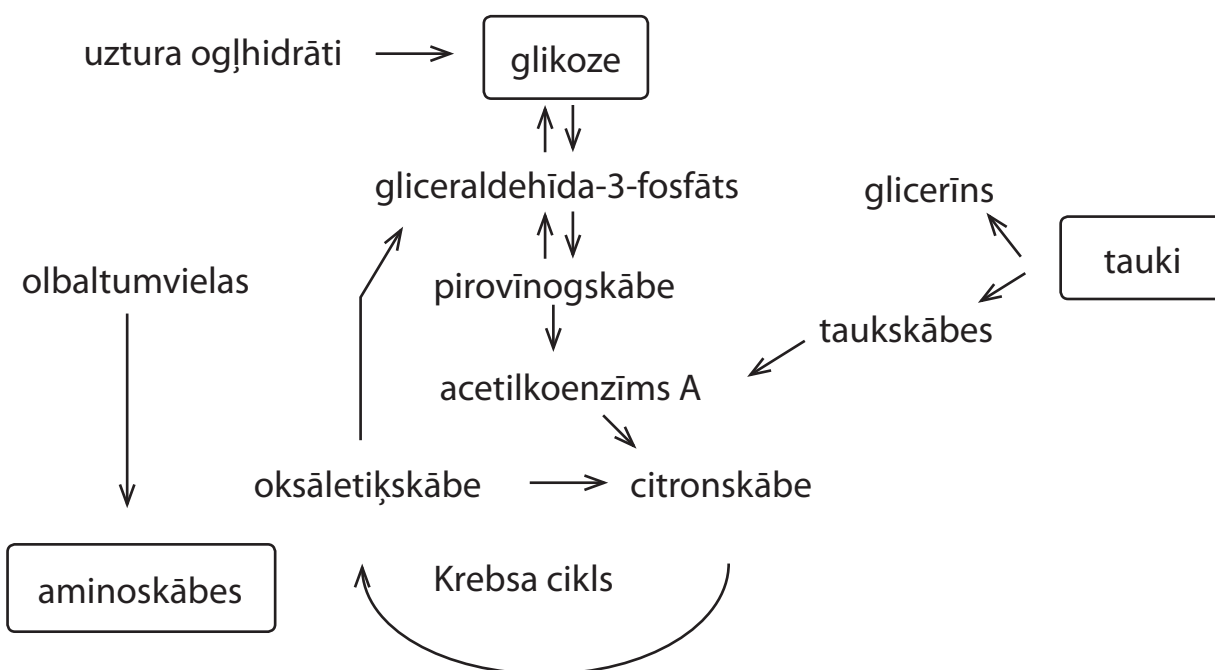 uztura ogļhidrāti
glikoze
gliceraldehīda-3-fosfāts
glicerīns
tauki
olbaltumvielas
pirovīnogskābe
taukskābes
acetilkoenzīms A
oksāletiķskābe
citronskābe
Krebsa cikls
aminoskābes